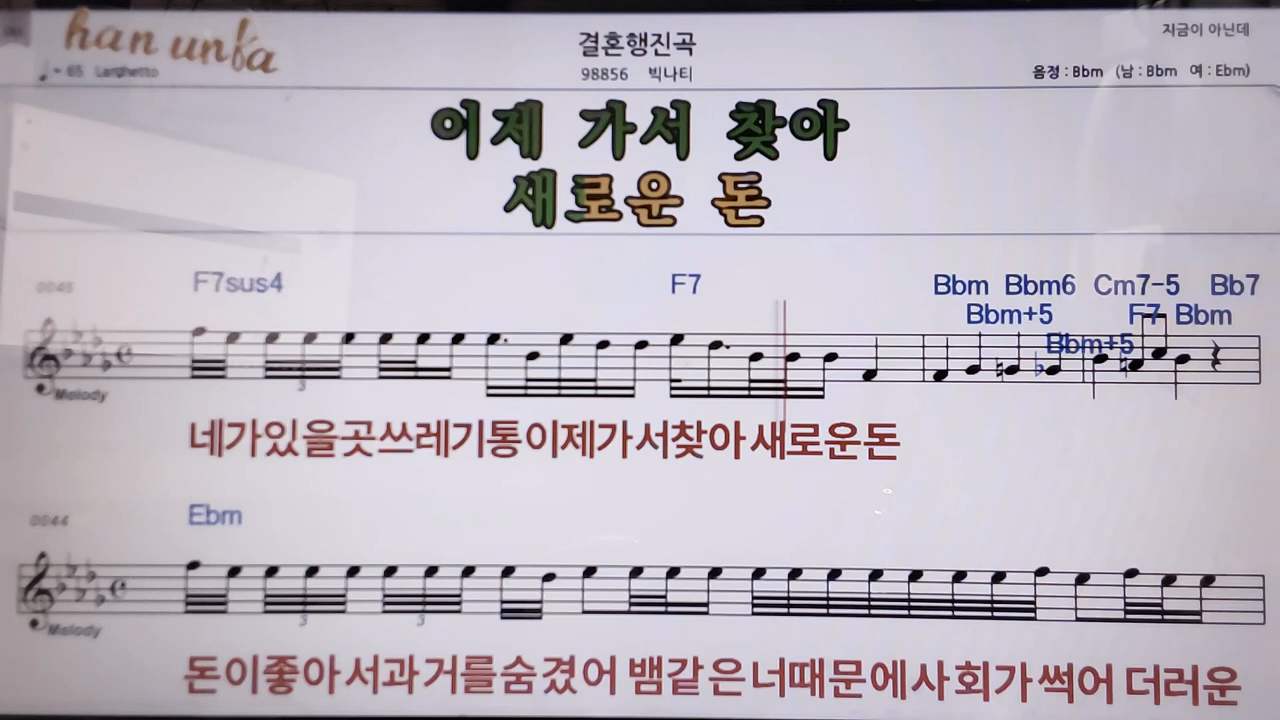 han unfa
지금이 아닌데
결혼행진곡
♩= 65 Larghetto
98856 빅나티
음정 : Bbm (남 : Bbm 여 : Ebm)
이제 가서 찾아
새로운 돈
F7sus4 F7 Bbm Bbm6 Cm7-5 Bb7
0045
Bbm+5 F7 Bbm
Bbm+5
3
Melody
네가있을곳쓰레기통이제가서찾아새로운돈
0044 Ebm
3 3
Melody
돈이좋아서과거를숨겼어 뱀같은너때문에사회가썩어 더러운